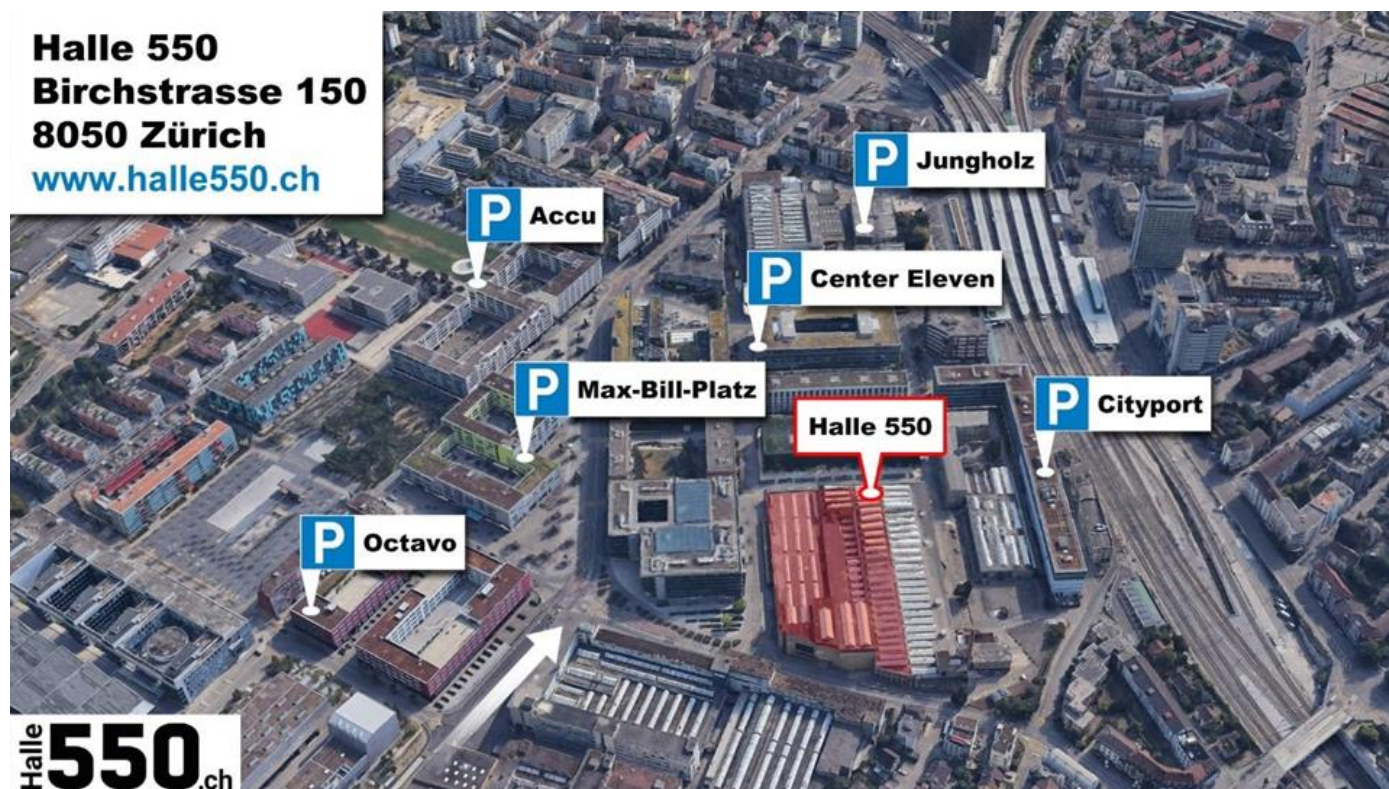 Halle 550
Birchstrasse 150
8050 Zürich
www.halle550.ch
P Jungholz
P Accu
P Center Eleven
P Max-Bill-Platz
P Cityport
Halle 550
P Octavo
Halle 550.ch